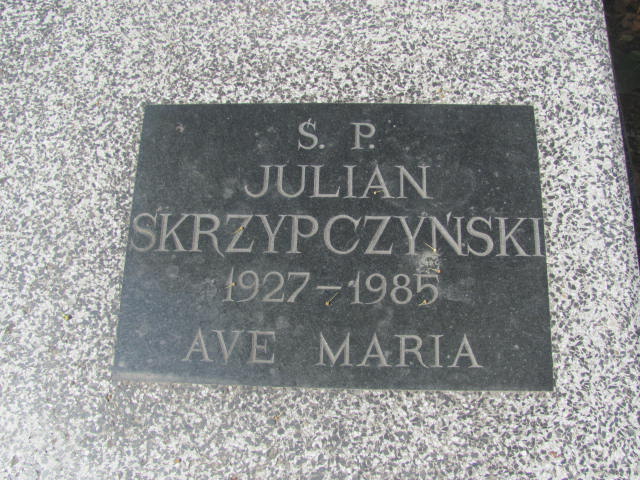 Ś. P.
JULIAN
SKRZYPCZYŃSKI
1927-1985
AVE MARIA